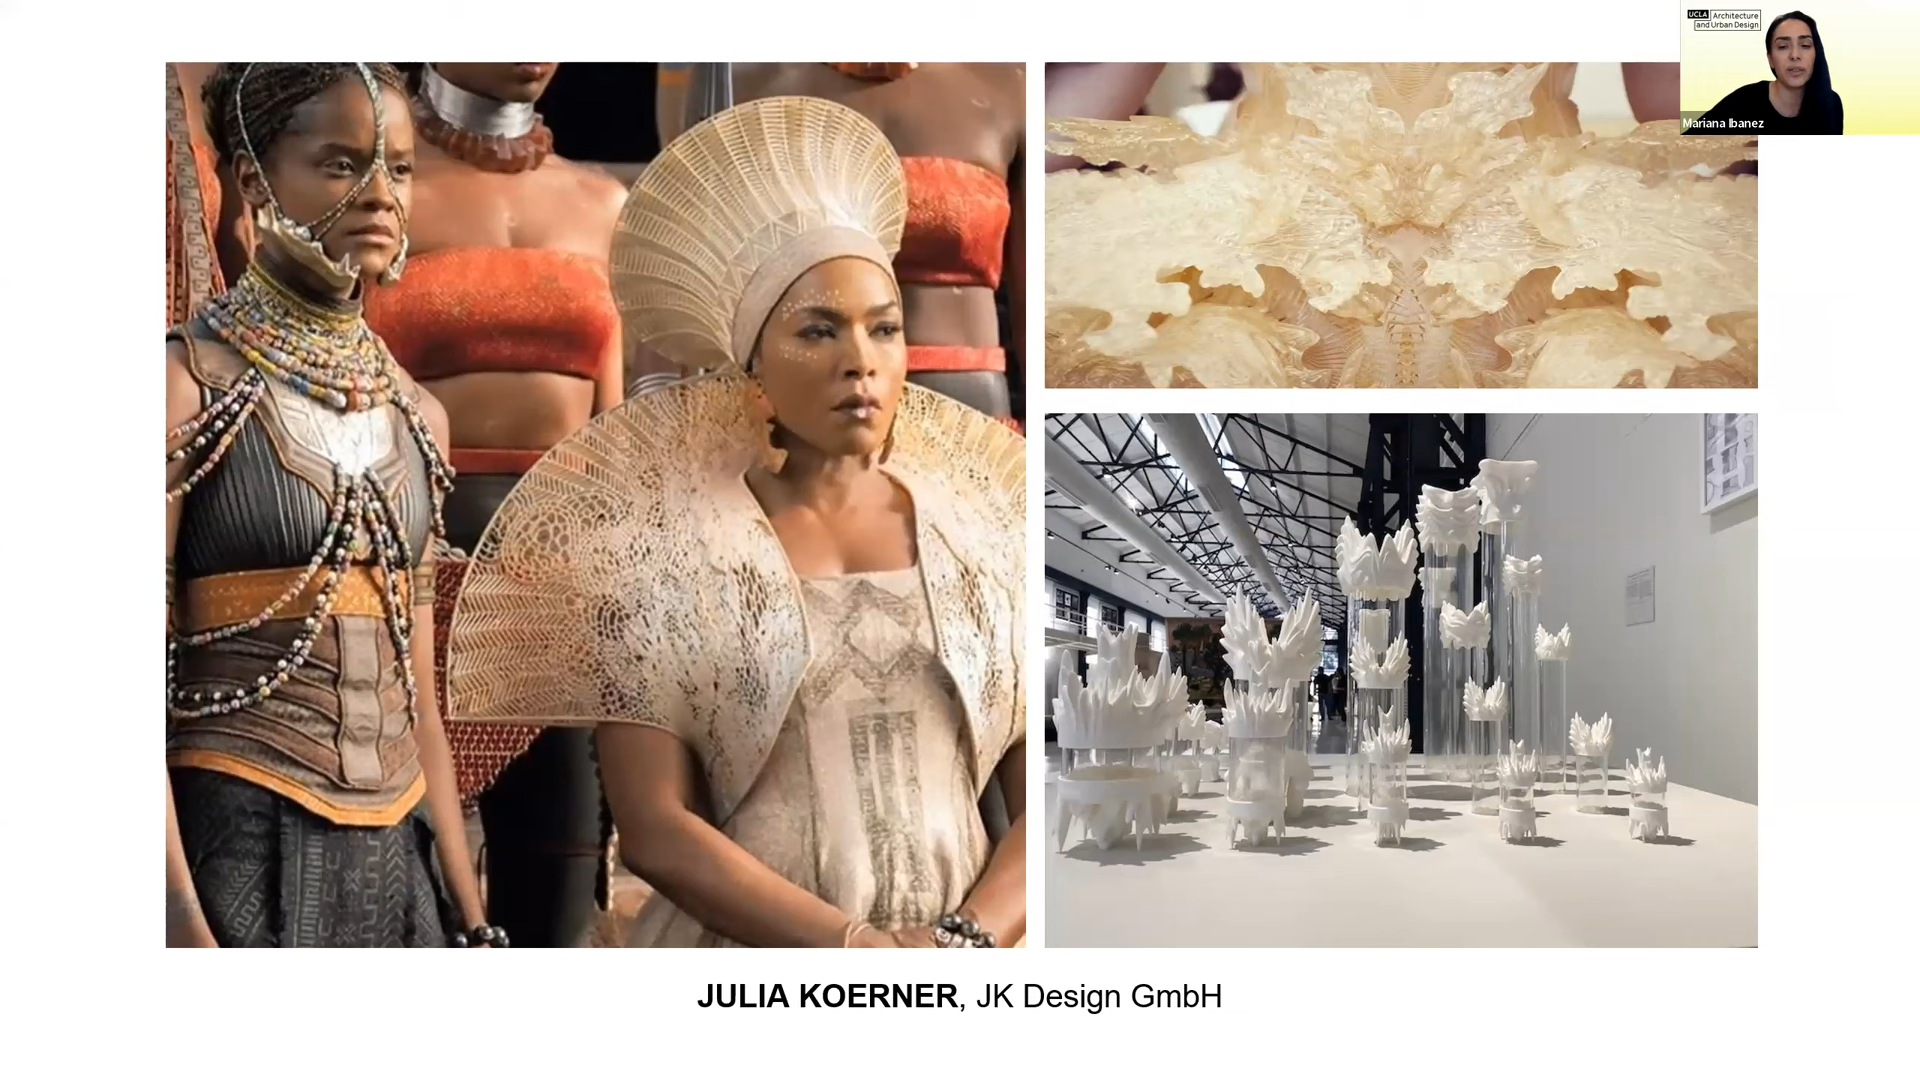 UCLA Architecture
and Urban Design
Mariana Ibanez
JULIA KOERNER, JK Design GmbH